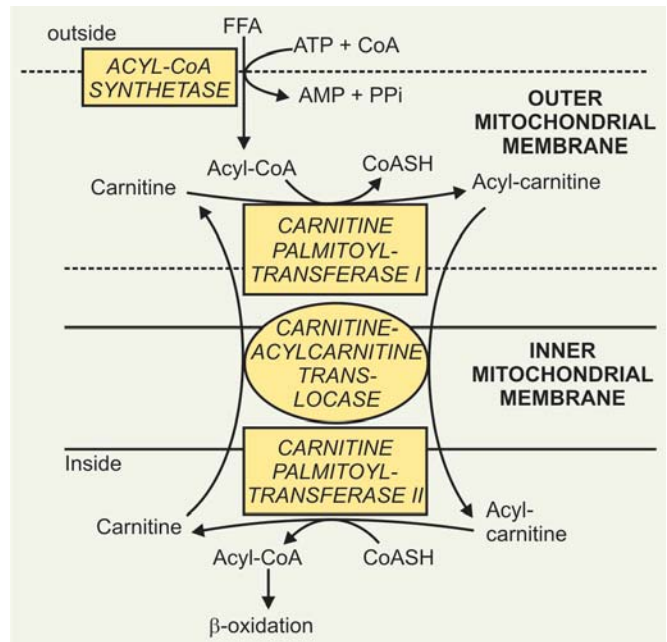 outside
FFA
ATP + CoA
ACYL-CoA
SYNTHETASE
AMP + PPi
OUTER
MITOCHONDRIAL
MEMBRANE
Acyl-CoA
CoASH
Carnitine
Acyl-carnitine
CARNITINE
PALMITOYL-
TRANSFERASE I
CARNITINE-
ACYLCARNITINE
TRANS-
LOCASE
INNER
MITOCHONDRIAL
MEMBRANE
CARNITINE
PALMITOYL-
TRANSFERASE II
Inside
Carnitine
Acyl-
carnitine
Acyl-CoA
CoASH
β-oxidation